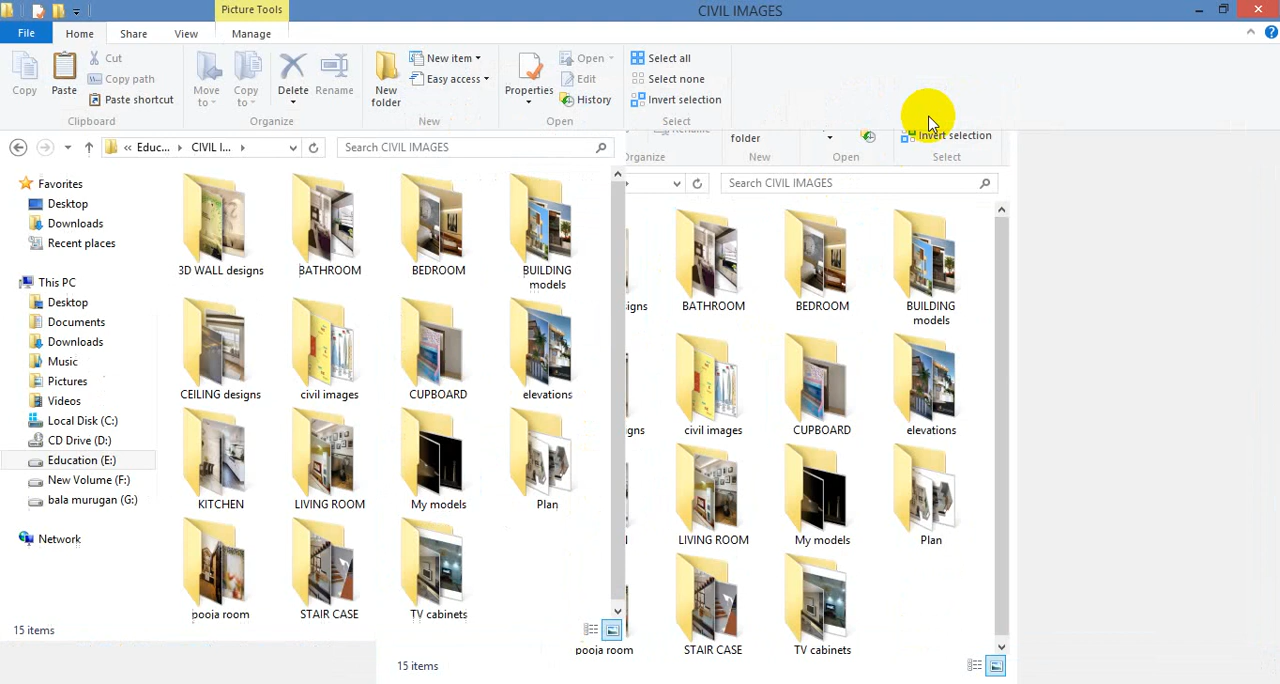 Picture Tools
CIVIL IMAGES
File
Home
Share
View
Manage
Copy
Paste
Cut
Copy path
Paste shortcut
Clipboard
Move to
Copy to
Delete
Rename
Organize
New folder
New item
Easy access
New
Properties
Open
Edit
History
Open
Select all
Select none
Invert selection
Select
« Educ...
CIVIL I...
Search CIVIL IMAGES
Favorites
Desktop
Downloads
Recent places
This PC
Desktop
Documents
Downloads
Music
Pictures
Videos
Local Disk (C:)
CD Drive (D:)
Education (E:)
New Volume (F:)
bala murugan (G:)
Network
3D WALL designs
BATHROOM
BEDROOM
BUILDING models
CEILING designs
civil images
CUPBOARD
elevations
KITCHEN
LIVING ROOM
My models
Plan
pooja room
STAIR CASE
TV cabinets
15 items
folder
Invert selection
New
Open
Select
Search CIVIL IMAGES
BATHROOM
BEDROOM
BUILDING models
civil images
CUPBOARD
elevations
LIVING ROOM
My models
Plan
pooja room
STAIR CASE
TV cabinets
15 items